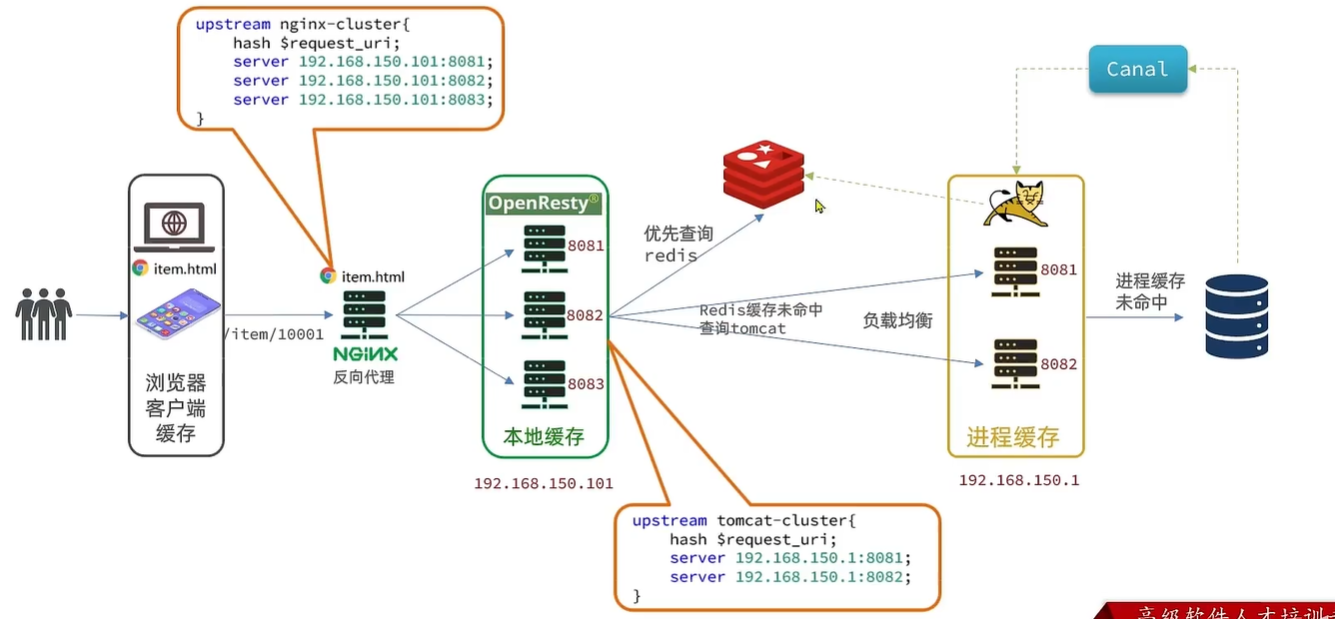 upstream nginx-cluster{
hash $request_uri;
server 192.168.150.101:8081;
server 192.168.150.101:8082;
server 192.168.150.101:8083;
}
Canal
OpenResty®
item.html
item.html
/item/10001
NGINX
反向代理
浏览器
客户端
缓存
8081
8082
8083
本地缓存
192.168.150.101
优先查询
redis
Redis缓存未命中
查询tomcat
负载均衡
8081
8082
进程缓存
192.168.150.1
进程缓存
未命中
upstream tomcat-cluster{
hash $request_uri;
server 192.168.150.1:8081;
server 192.168.150.1:8082;
}
高级软件人才培训